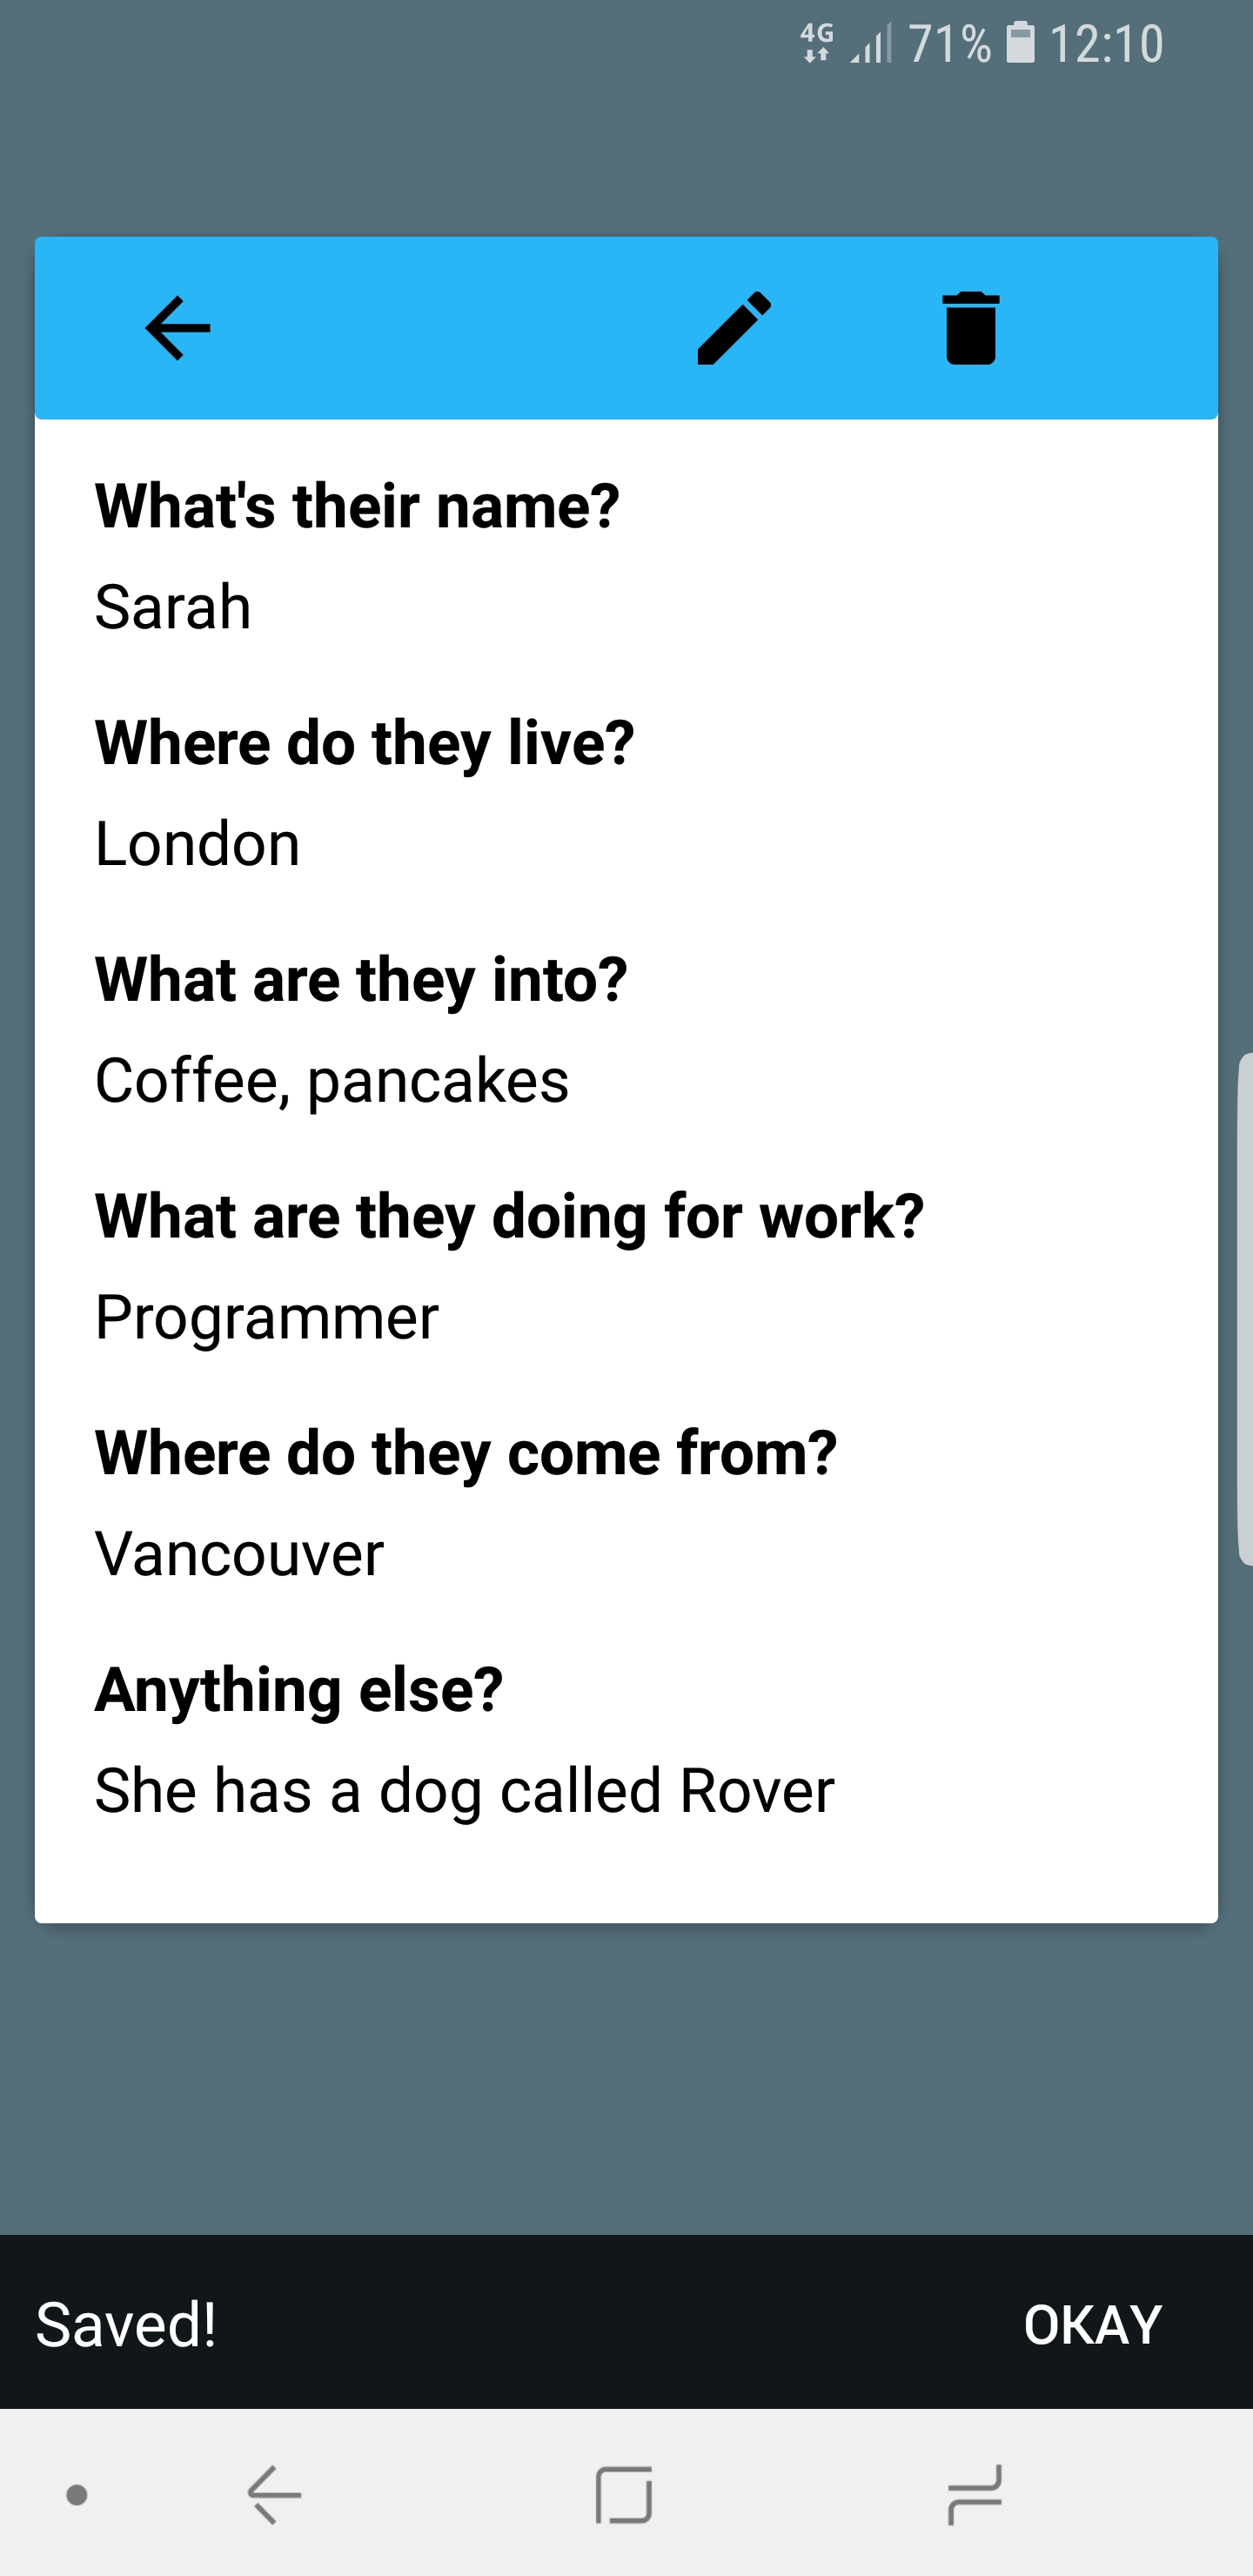 4G 71% 12:10
What's their name?
Sarah
Where do they live?
London
What are they into?
Coffee, pancakes
What are they doing for work?
Programmer
Where do they come from?
Vancouver
Anything else?
She has a dog called Rover
Saved! OKAY